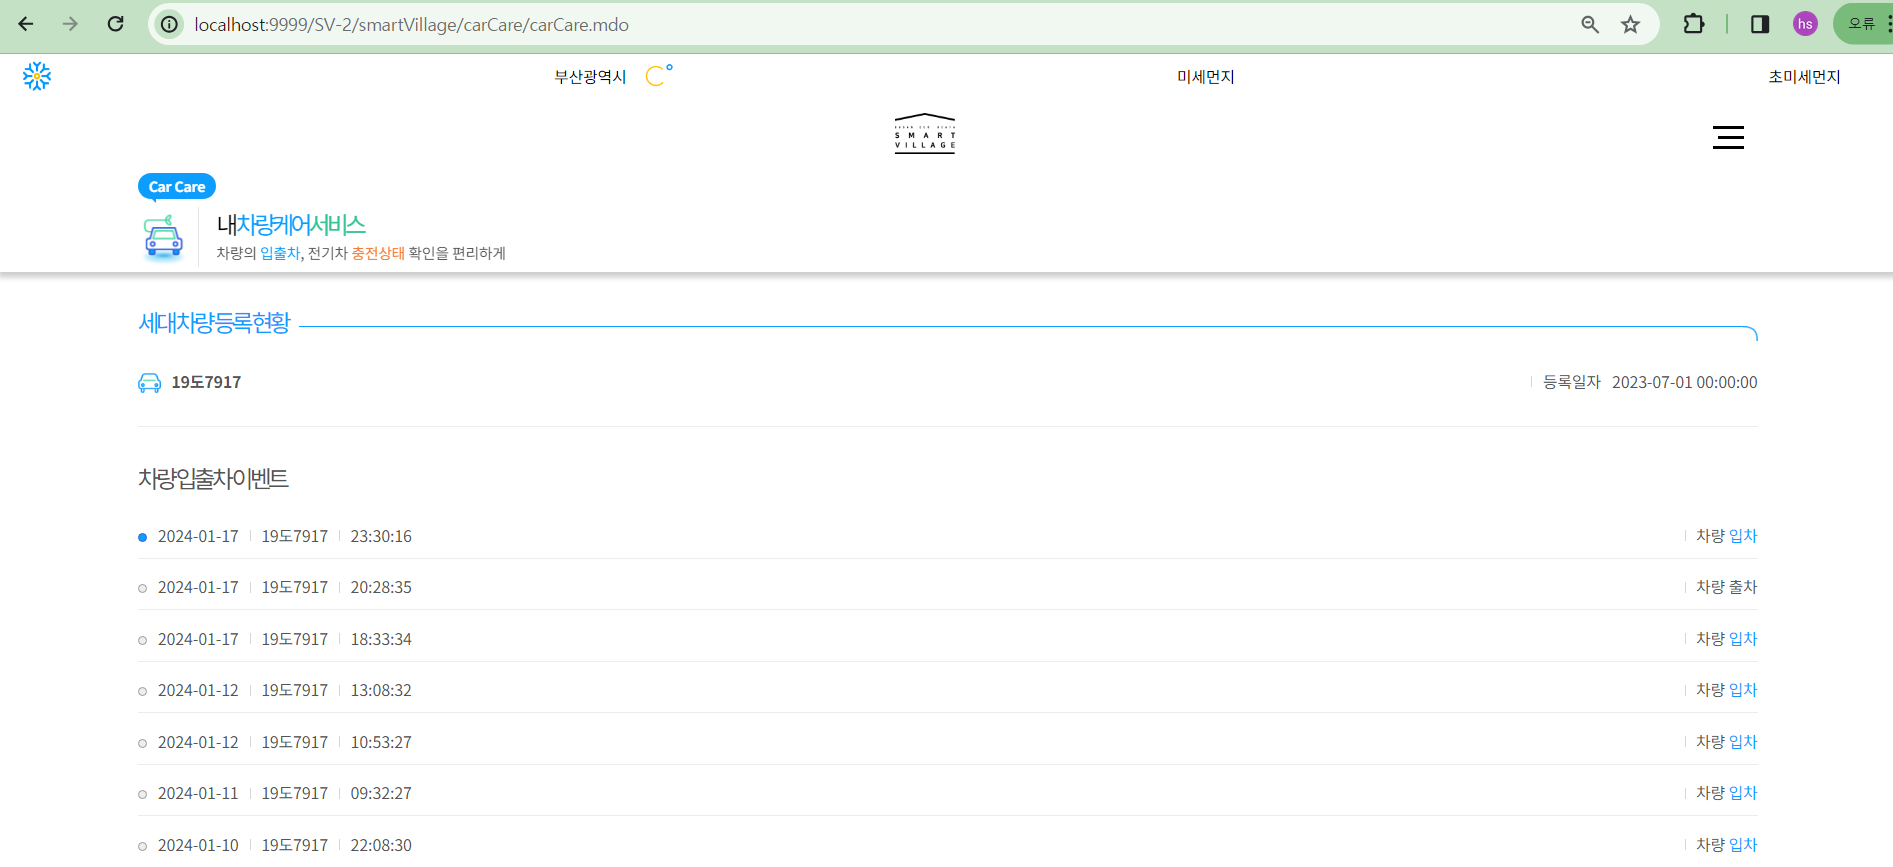 localhost:9999/SV-2/smartVillage/carCare/carCare.mdo
hs
오류
부산광역시 C°
미세먼지
초미세먼지
SMART
VILLAGE
Car Care
내차량케어서비스
차량의 입출차, 전기차 충전상태 확인을 편리하게
세대차량등록현황
19도7917 등록일자 2023-07-01 00:00:00
차량입출차이벤트
2024-01-17 19도7917 23:30:16 차량 입차
2024-01-17 19도7917 20:28:35 차량 출차
2024-01-17 19도7917 18:33:34 차량 입차
2024-01-12 19도7917 13:08:32 차량 입차
2024-01-12 19도7917 10:53:27 차량 입차
2024-01-11 19도7917 09:32:27 차량 입차
2024-01-10 19도7917 22:08:30 차량 입차